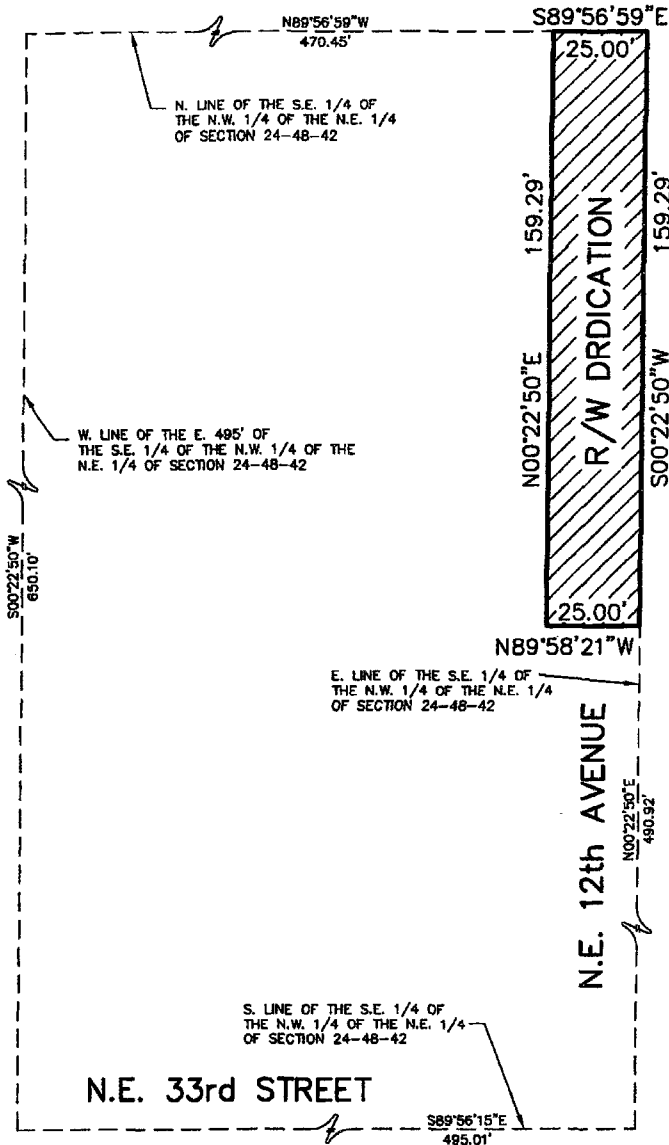 N89°56'59"W
470.45'
S89°56'59"E
25.00'
N. LINE OF THE S.E. 1/4 OF
THE N.W. 1/4 OF THE N.E. 1/4
OF SECTION 24-48-42
159.29'
159.29'
R/W DRDICATION
N00°22'50"E
S00°22'50"W
W. LINE OF THE E. 495' OF
THE S.E. 1/4 OF THE N.W. 1/4 OF THE
N.E. 1/4 OF SECTION 24-48-42
S00°22'50"W
650.10'
25.00'
N89°58'21"W
E. LINE OF THE S.E. 1/4 OF
THE N.W. 1/4 OF THE N.E. 1/4
OF SECTION 24-48-42
N.E. 12th AVENUE
N00°22'50"E
490.92'
S. LINE OF THE S.E. 1/4 OF
THE N.W. 1/4 OF THE N.E. 1/4
OF SECTION 24-48-42
N.E. 33rd STREET
S89°56'15"E
495.01'